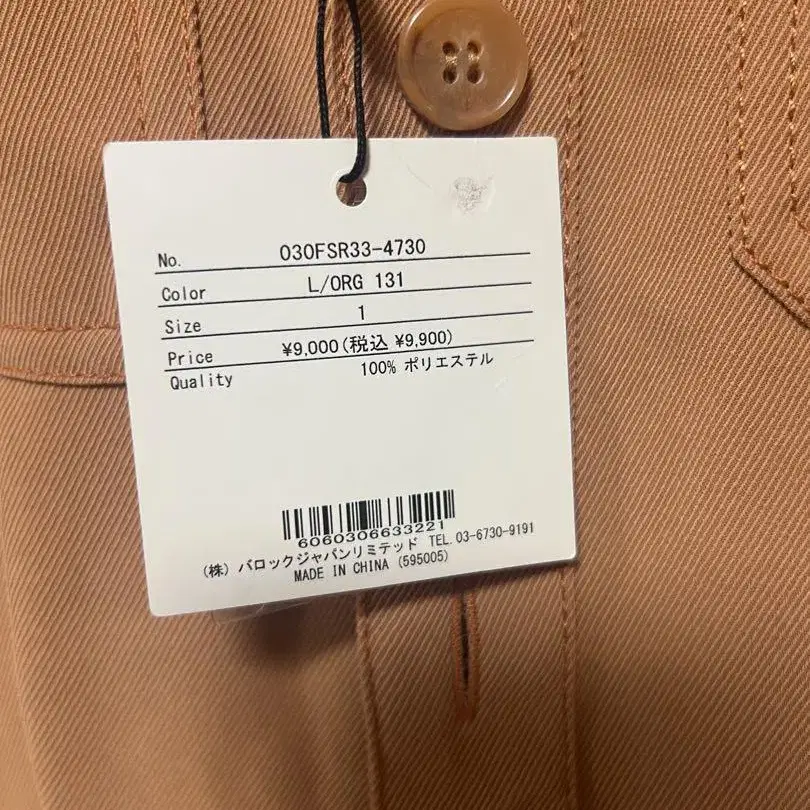 No. 030FSR33-4730
Color L/ORG 131
Size 1
Price ¥9,000(税込 ¥9,900)
Quality 100% ポリエステル
6060306633221
(株) バロックジャパンリミテッド TEL. 03-6730-9191
MADE IN CHINA (595005)